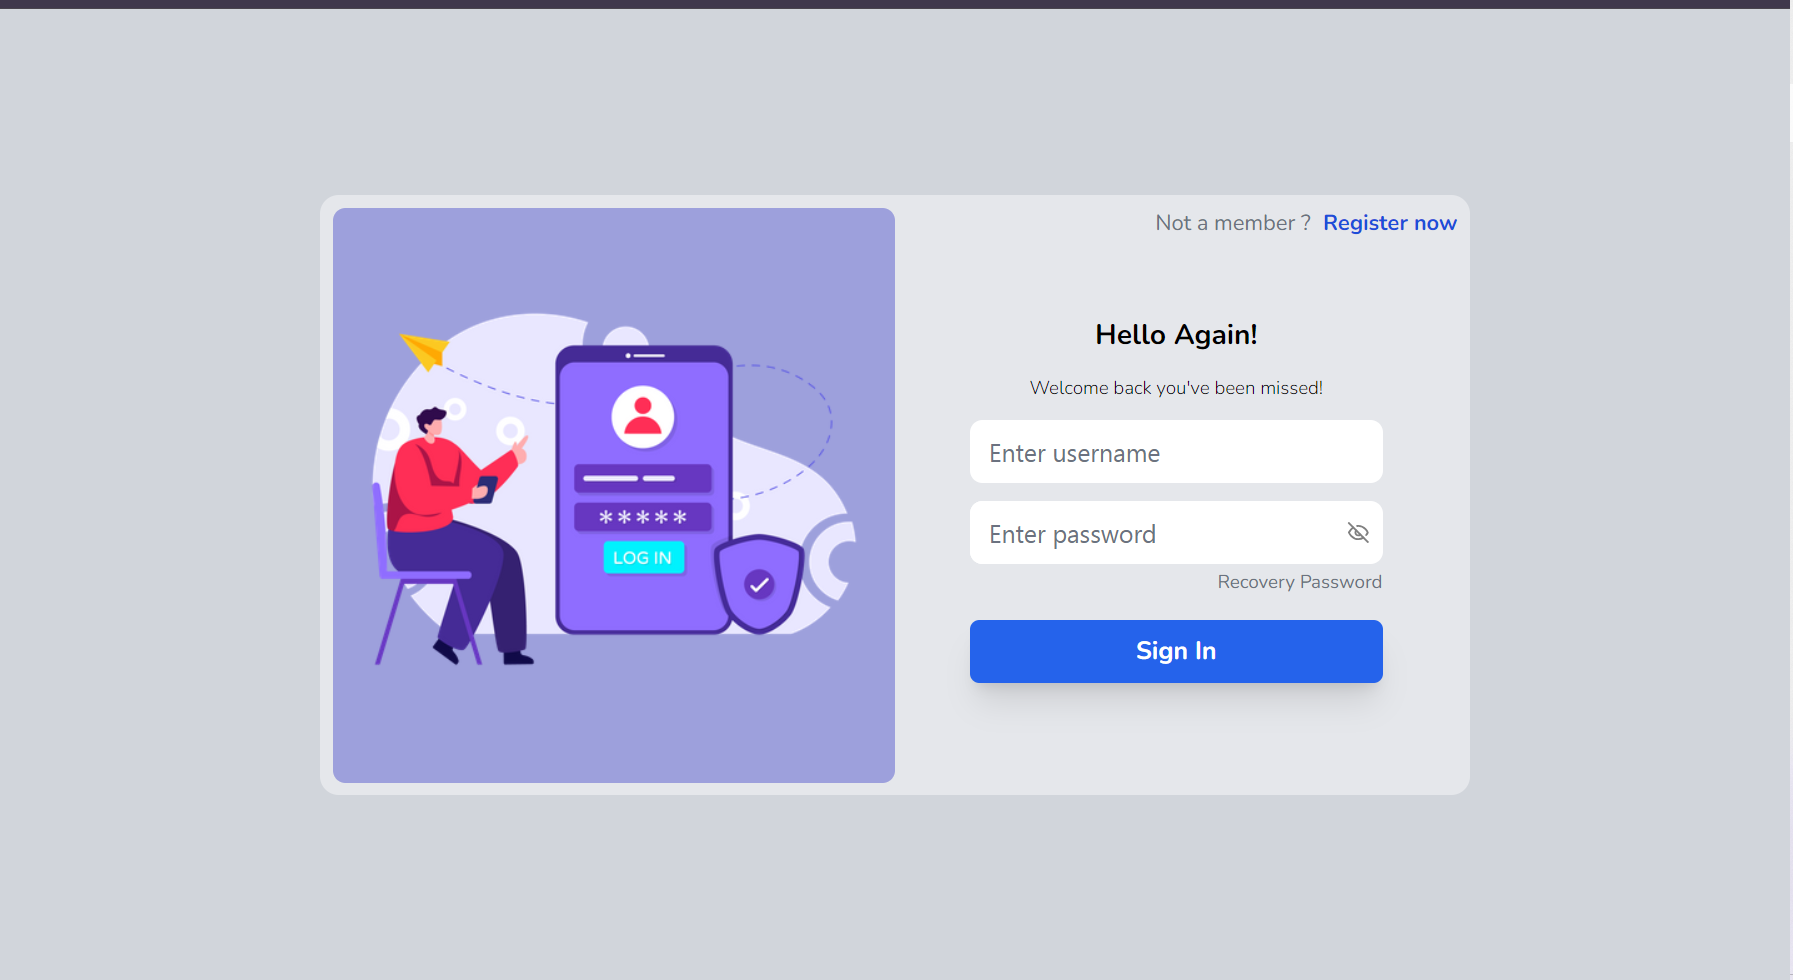 Not a member ? Register now
Hello Again!
Welcome back you've been missed!
Enter username
Enter password
Recovery Password
Sign In
*****
LOG IN